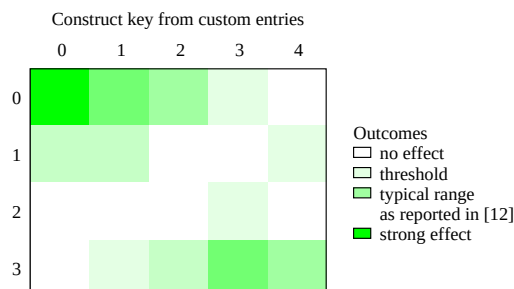 Construct key from custom entries
0 1 2 3 4
0
1
2
3
Outcomes
no effect
threshold
typical range
as reported in [12]
strong effect